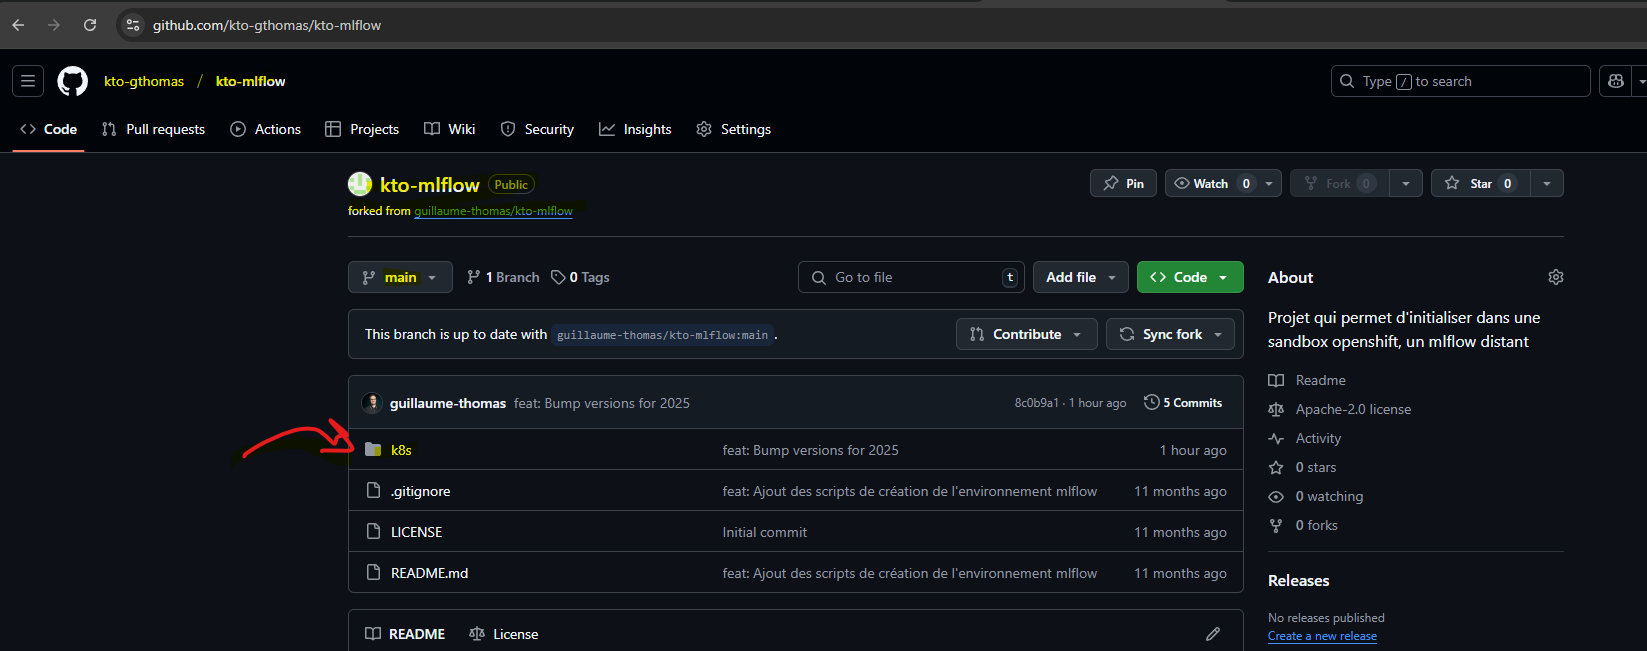 github.com/kto-gthomas/kto-mlflow
kto-gthomas / kto-mlflow
Type / to search
Code Pull requests Actions Projects Wiki Security Insights Settings
kto-mlflow Public
Pin Watch 0 Fork 0 Star 0
forked from guillaume-thomas/kto-mlflow
main 1 Branch 0 Tags Go to file t Add file Code
About
This branch is up to date with guillaume-thomas/kto-mlflow:main . Contribute Sync fork
Projet qui permet d'initialiser dans une
sandbox openshift, un mlflow distant
guillaume-thomas feat: Bump versions for 2025 8c0b9a1 · 1 hour ago 5 Commits
k8s feat: Bump versions for 2025 1 hour ago
.gitignore feat: Ajout des scripts de création de l'environnement mlflow 11 months ago
LICENSE Initial commit 11 months ago
README.md feat: Ajout des scripts de création de l'environnement mlflow 11 months ago
Readme
Apache-2.0 license
Activity
0 stars
0 watching
0 forks
Releases
No releases published
Create a new release
README License